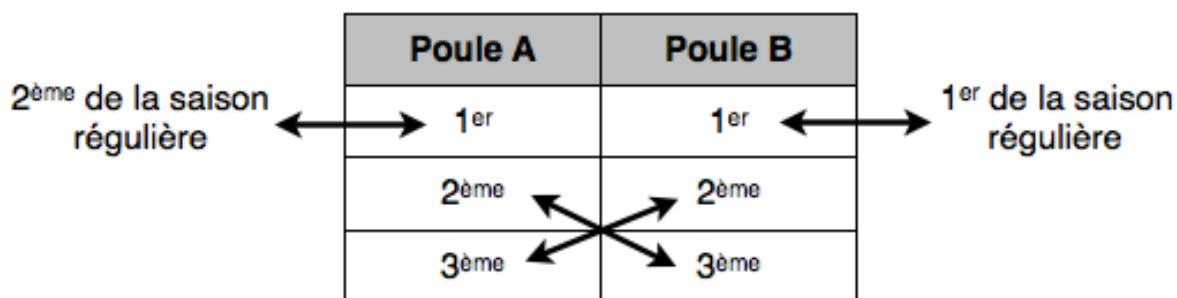 Poule A Poule B
2ème de la saison
régulière
1er 1er
1er de la saison
régulière
2ème 2ème
3ème 3ème